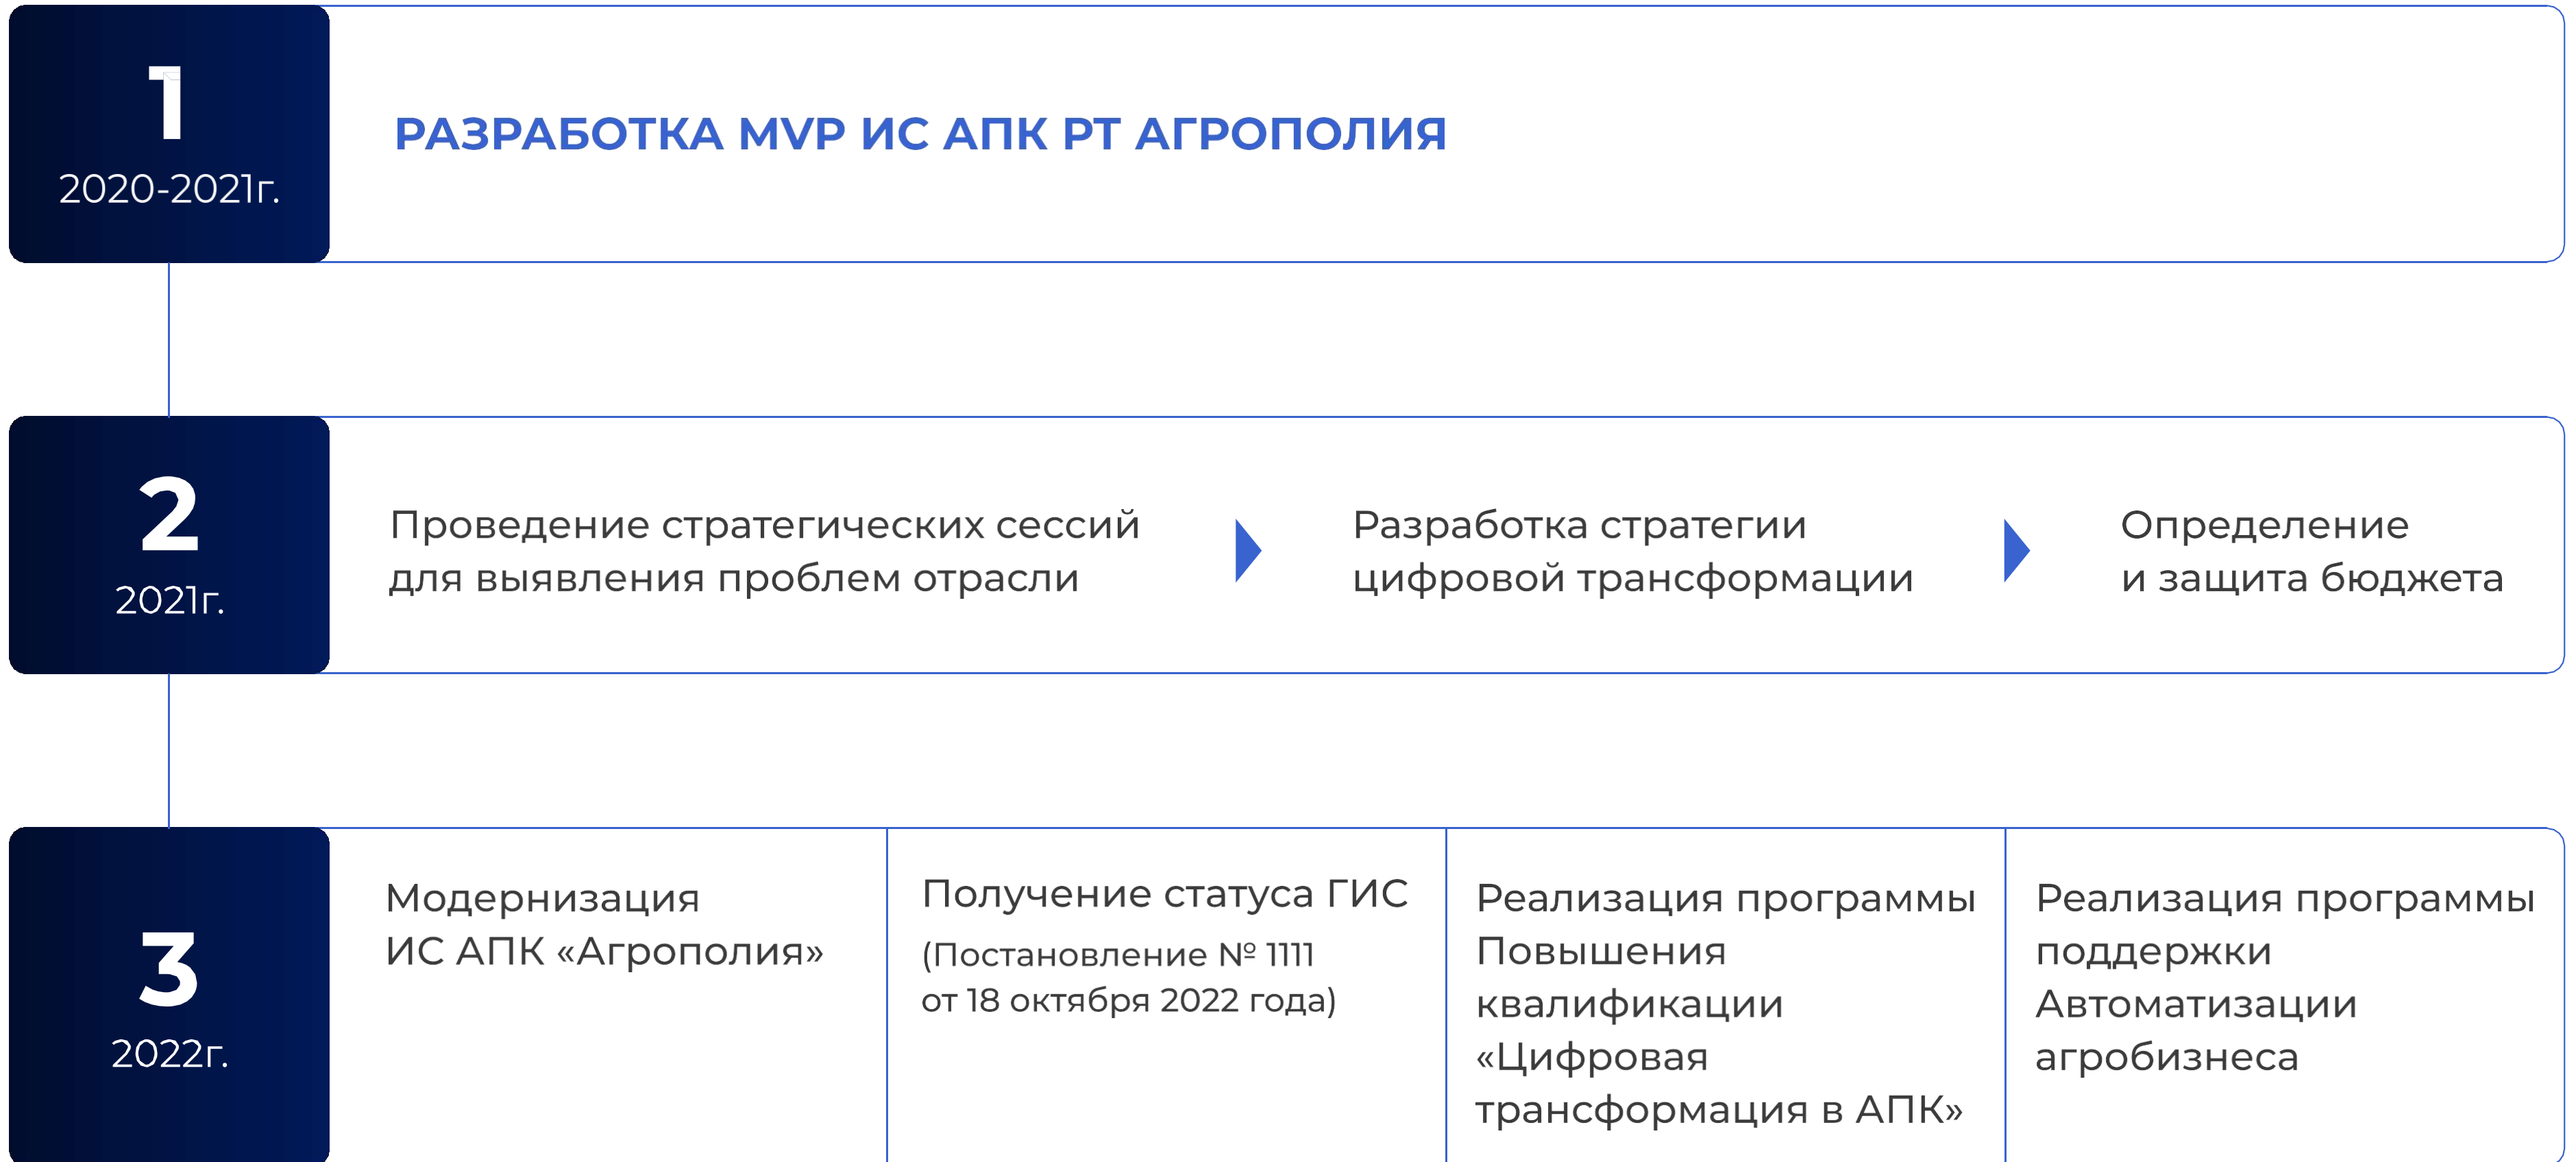 1
2020-2021г.
РАЗРАБОТКА MVP ИС АПК РТ АГРОПОЛИЯ
2
2021г.
Проведение стратегических сессий
для выявления проблем отрасли
Разработка стратегии
цифровой трансформации
Определение
и защита бюджета
3
2022г.
Модернизация
ИС АПК «Агрополия»
Получение статуса ГИС
(Постановление № 1111
от 18 октября 2022 года)
Реализация программы
Повышения
квалификации
«Цифровая
трансформация в АПК»
Реализация программы
поддержки
Автоматизации
агробизнеса